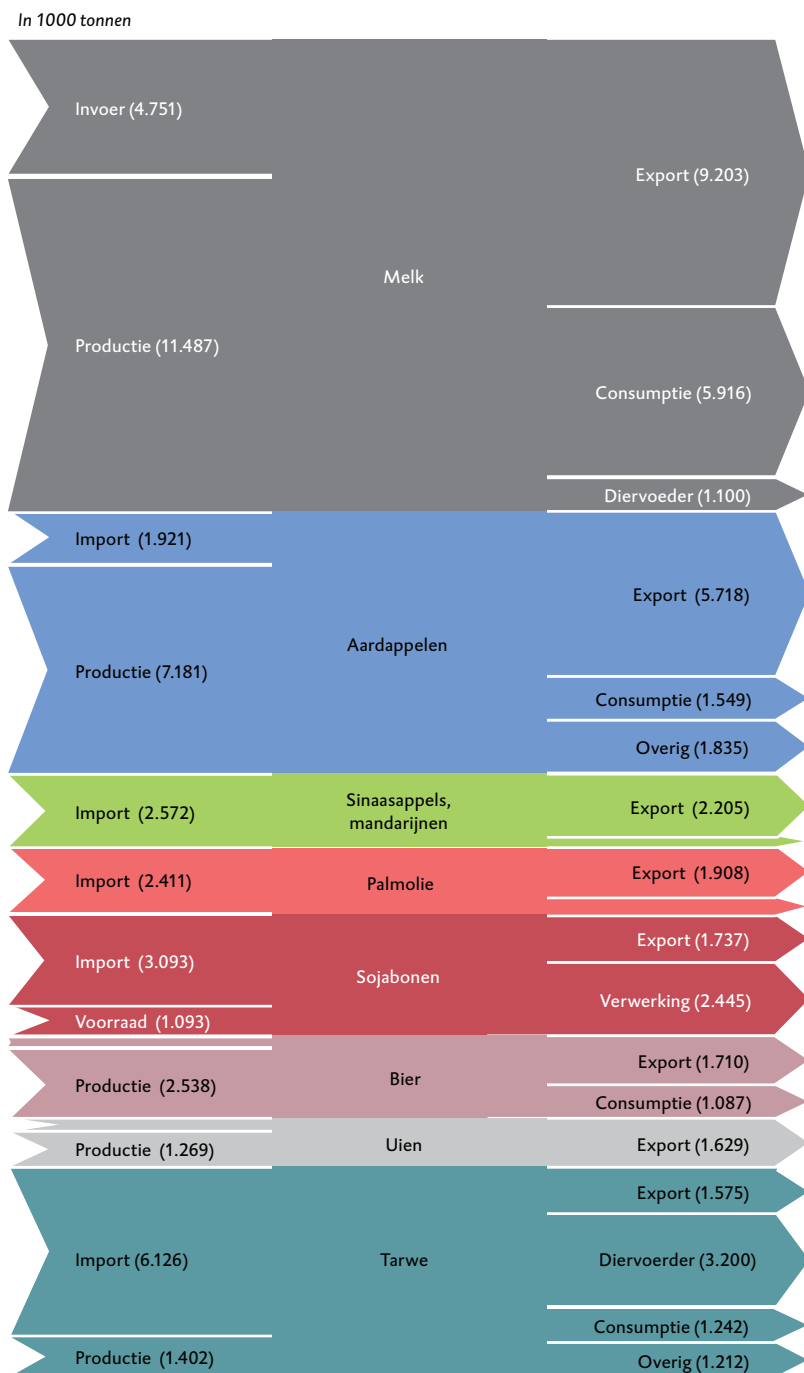 In 1000 tonnen
Invoer (4.751)
Export (9.203)
Melk
Productie (11.487)
Consumptie (5.916)
Diervoeder (1.100)
Import (1.921)
Export (5.718)
Aardappelen
Productie (7.181)
Consumptie (1.549)
Overig (1.835)
Import (2.572)
Sinaasappels,
mandarijnen
Export (2.205)
Import (2.411)
Palmolie
Export (1.908)
Import (3.093)
Export (1.737)
Sojabonen
Voorraad (1.093)
Verwerking (2.445)
Productie (2.538)
Bier
Export (1.710)
Consumptie (1.087)
Productie (1.269)
Uien
Export (1.629)
Export (1.575)
Import (6.126)
Tarwe
Diervoerder (3.200)
Consumptie (1.242)
Productie (1.402)
Overig (1.212)